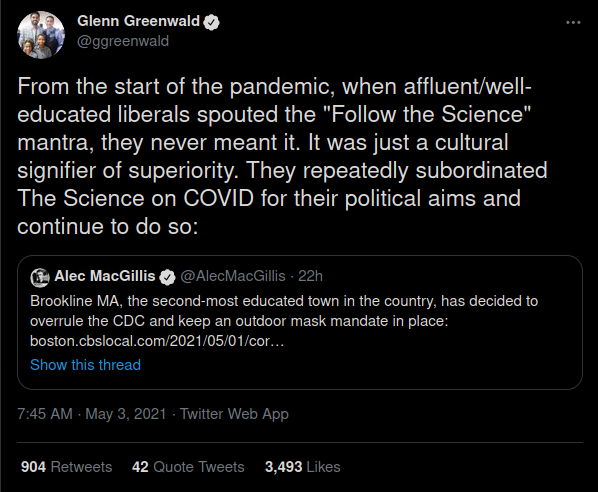 Glenn Greenwald
@ggreenwald
From the start of the pandemic, when affluent/well-
educated liberals spouted the "Follow the Science"
mantra, they never meant it. It was just a cultural
signifier of superiority. They repeatedly subordinated
The Science on COVID for their political aims and
continue to do so:
Alec MacGillis @AlecMacGillis · 22h
Brookline MA, the second-most educated town in the country, has decided to
overrule the CDC and keep an outdoor mask mandate in place:
boston.cbslocal.com/2021/05/01/cor…
Show this thread
7:45 AM · May 3, 2021 · Twitter Web App
904 Retweets 42 Quote Tweets 3,493 Likes